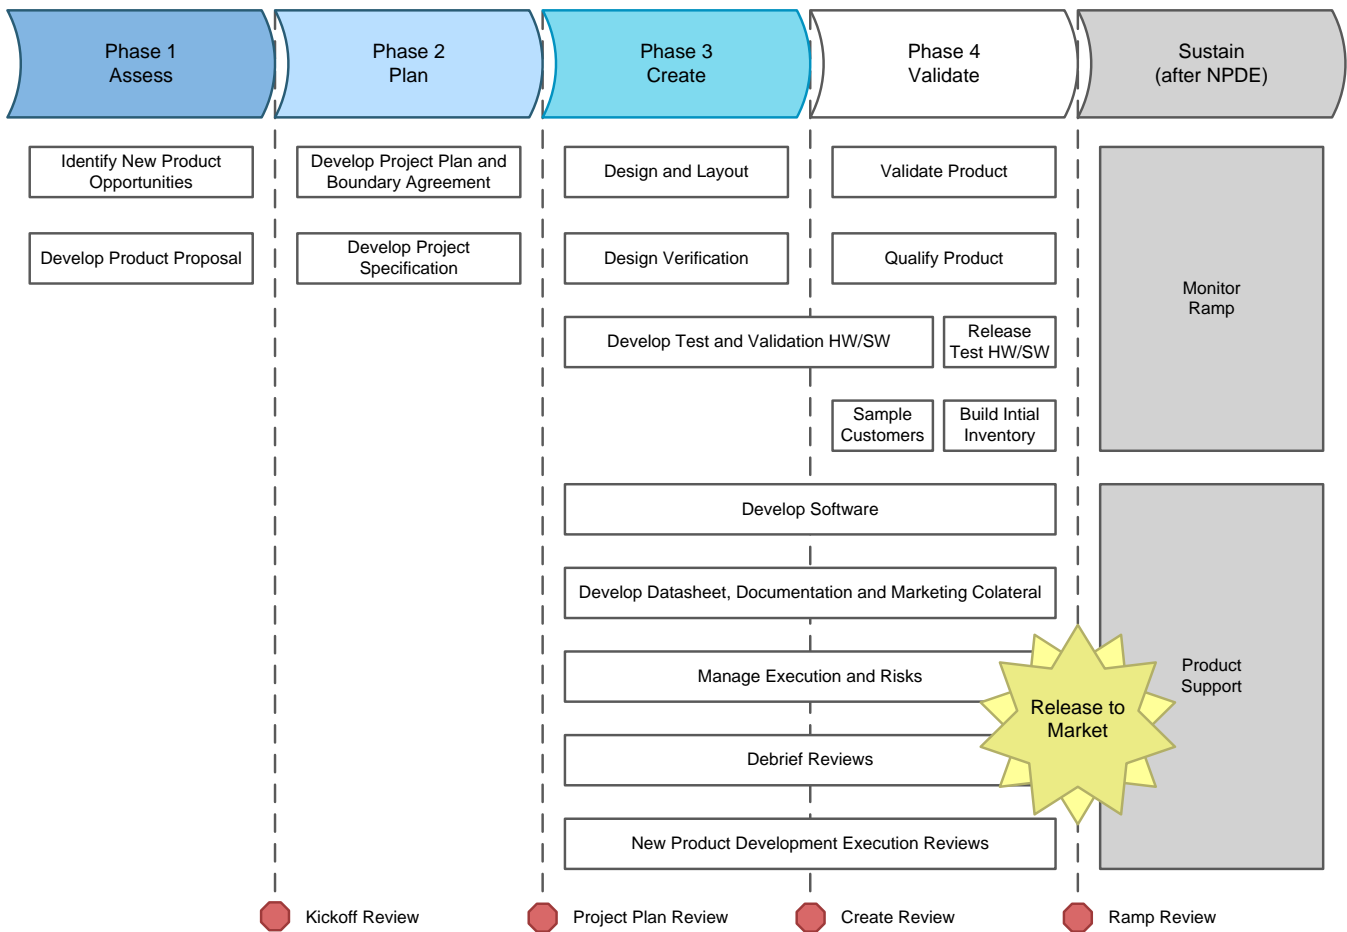 Phase 1
Assess
Phase 2
Plan
Phase 3
Create
Phase 4
Validate
Sustain
(after NPDE)
Identify New Product
Opportunities
Develop Project Plan and
Boundary Agreement
Design and Layout
Validate Product
Develop Product Proposal
Develop Project
Specification
Design Verification
Qualify Product
Monitor
Ramp
Develop Test and Validation HW/SW
Release
Test HW/SW
Sample
Customers
Build Intial
Inventory
Develop Software
Develop Datasheet, Documentation and Marketing Colateral
Manage Execution and Risks
Product
Support
Release to
Market
Debrief Reviews
New Product Development Execution Reviews
Kickoff Review
Project Plan Review
Create Review
Ramp Review